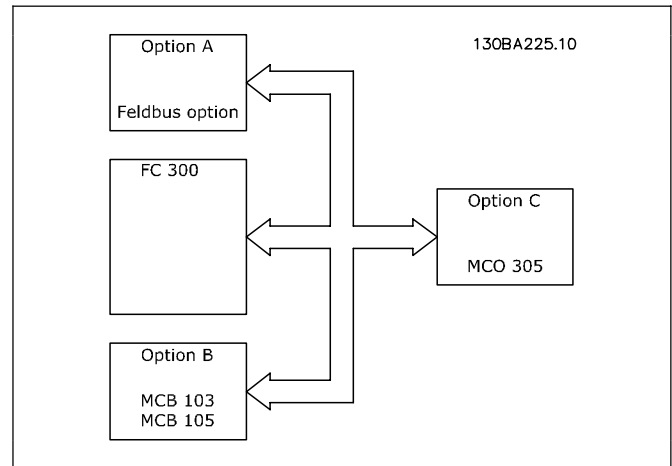 130BA225.10
Option A
Feldbus option
FC 300
Option C
MCO 305
Option B
MCB 103
MCB 105